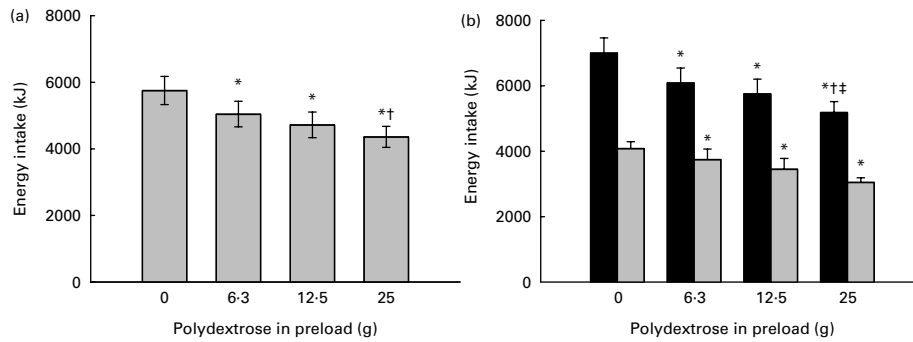 (a)
Energy intake (kJ)
8000
6000
4000
2000
0
*
*
*†
0 6·3 12·5 25
Polydextrose in preload (g)
(b)
Energy intake (kJ)
8000
6000
4000
2000
0
*
*
*†‡
*
*
*
0 6·3 12·5 25
Polydextrose in preload (g)